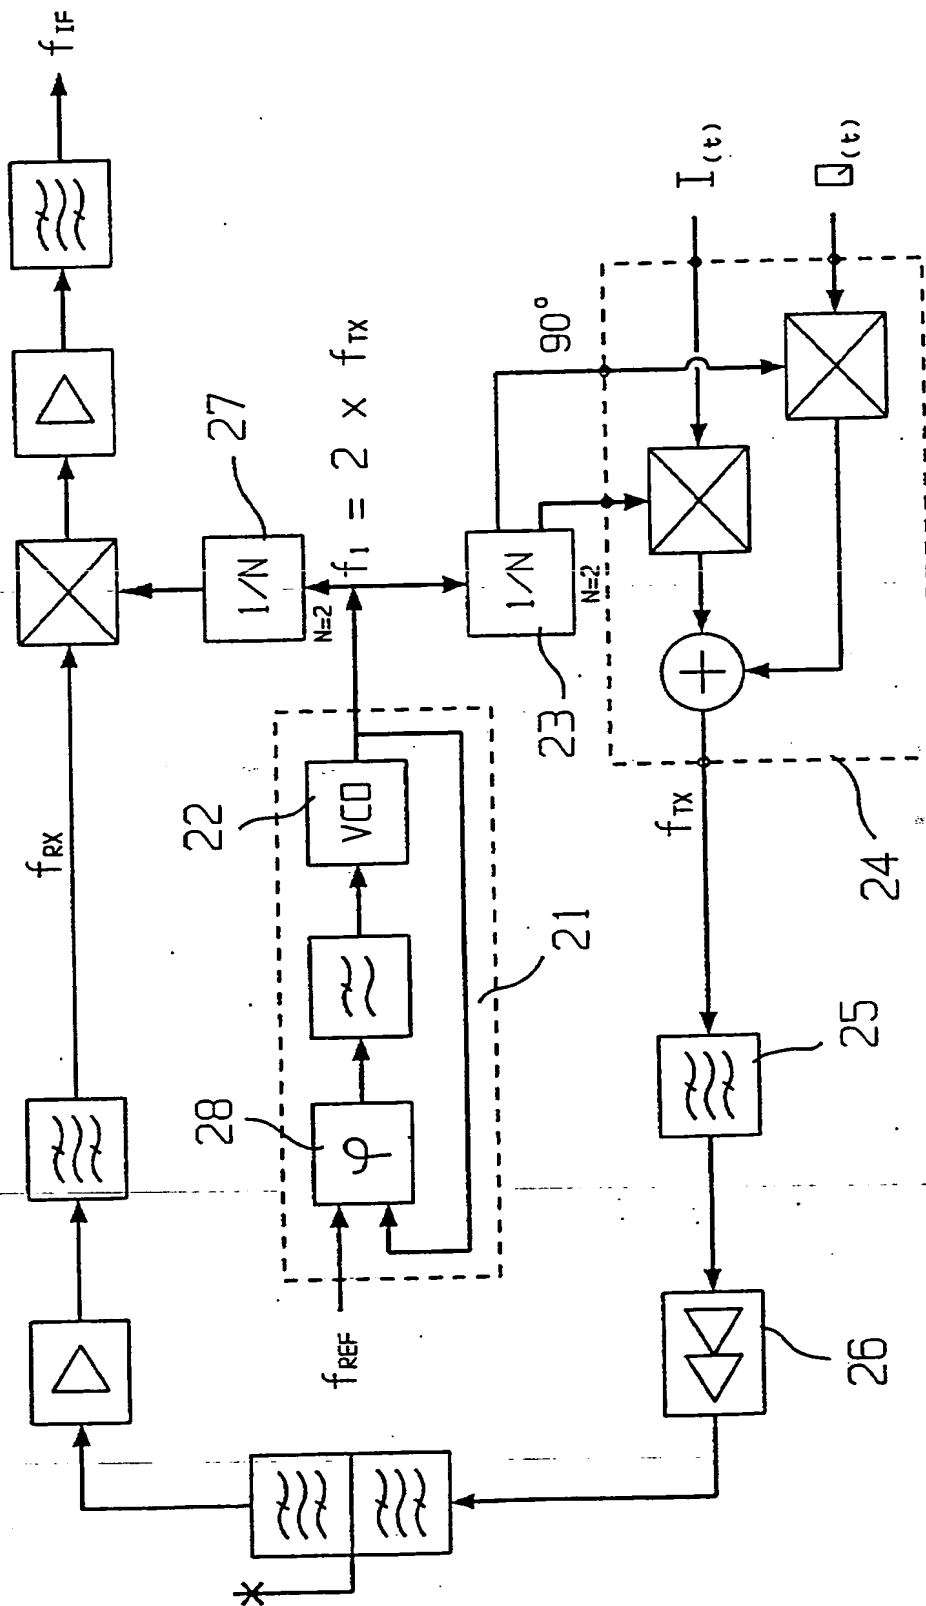 f_IF
f_RX
27
1/N
N=2
f_1 = 2 x f_TX
22
VCO
28
φ
f_REF
21
1/N
N=2
23
90°
I_(t)
Q_(t)
+
f_TX
24
25
26